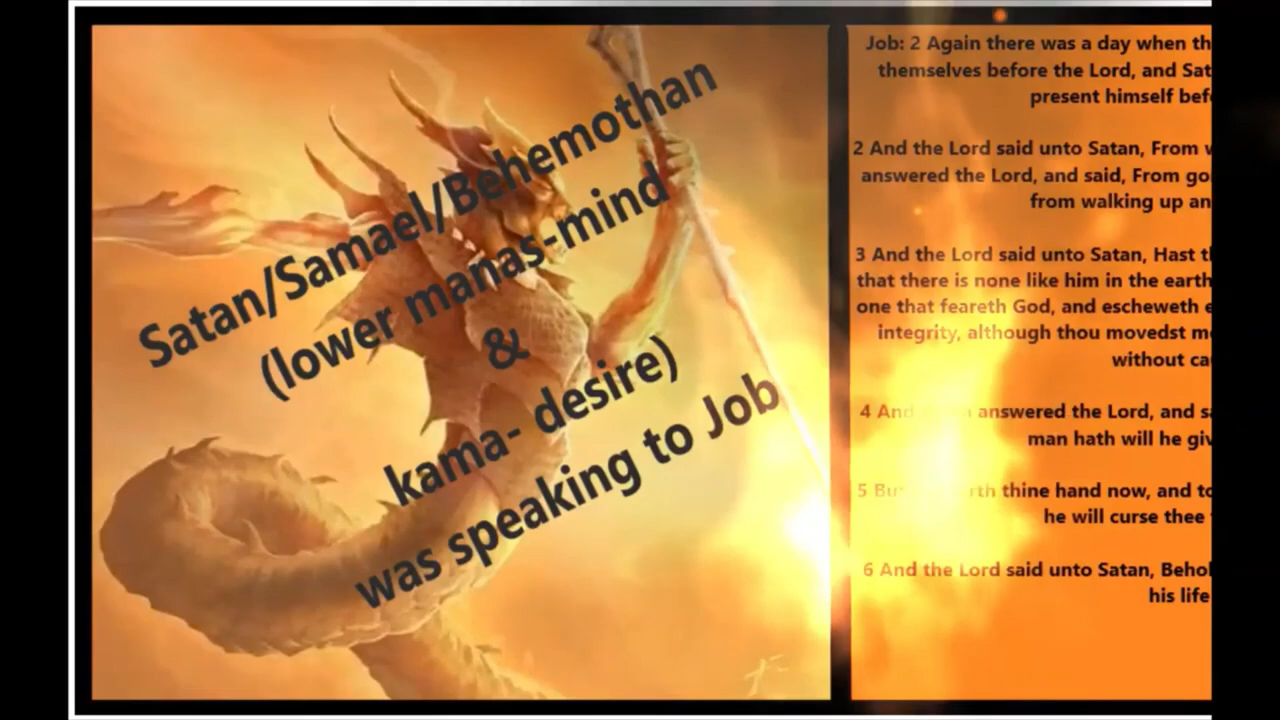 Satan/Samael/Behemothan
(lower manas-mind
&
kama- desire)
was speaking to Job
Job: 2 Again there was a day when th
themselves before the Lord, and Sat
present himself bef
2 And the Lord said unto Satan, From
answered the Lord, and said, From go
from walking up an
3 And the Lord said unto Satan, Hast t
that there is none like him in the earth
one that feareth God, and escheweth e
integrity, although thou movedst m
without ca
4 And answered the Lord, and sa
man hath will he giv
5 Bu rth thine hand now, and to
he will curse thee
6 And the Lord said unto Satan, Behol
his life